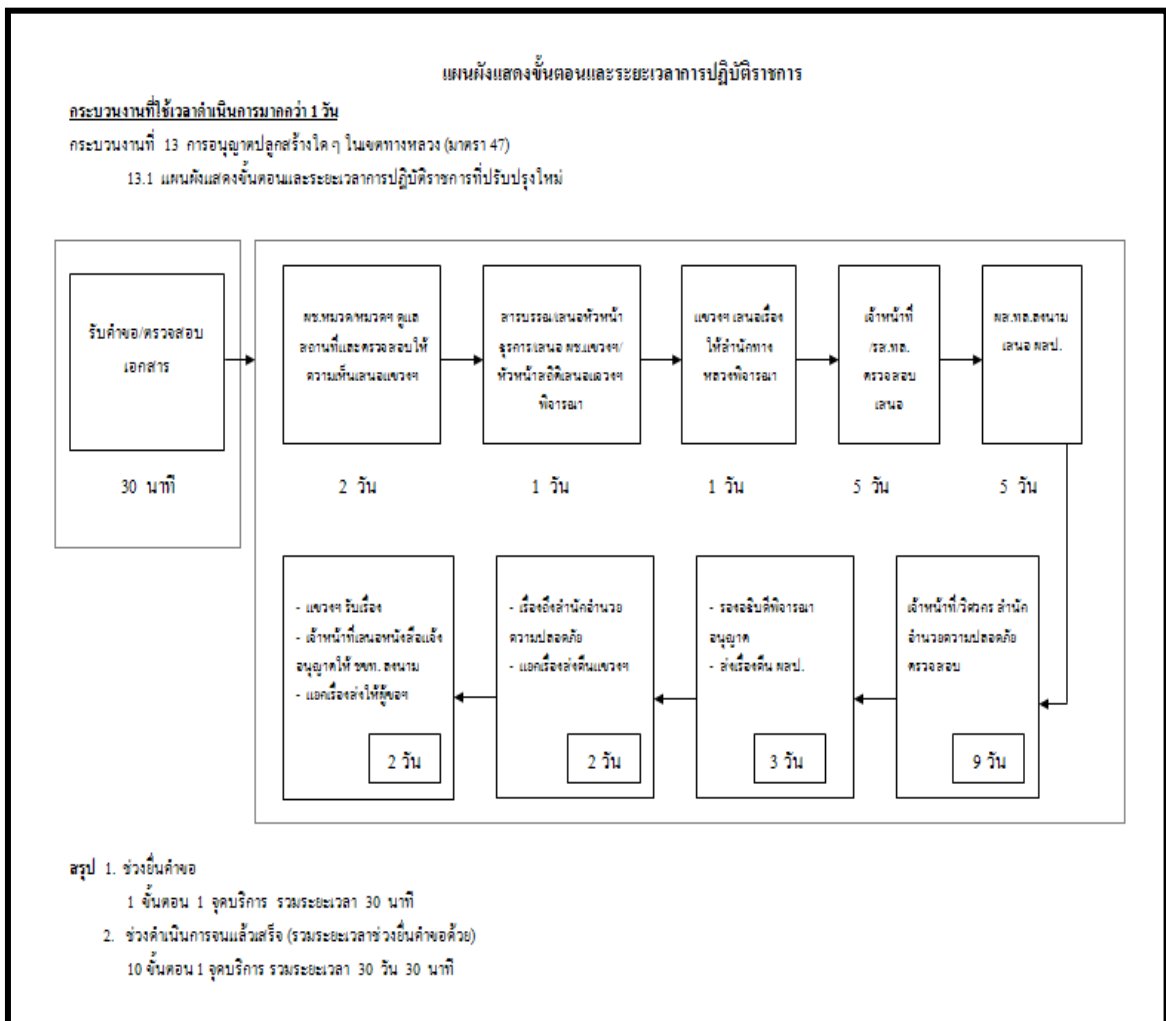 แผนผังแสดงขั้นตอนและระยะเวลาการปฏิบัติราชการ
กระบวนงานที่ใช้เวลาดำเนินการมากกว่า 1 วัน
กระบวนงานที่ 13 การอนุญาตปลูกสร้างใด ๆ ในเขตทางหลวง (มาตรา 47)
13.1 แผนผังแสดงขั้นตอนและระยะเวลาการปฏิบัติราชการที่ปรับปรุงใหม่
รับคำขอ/ตรวจสอบ
เอกสาร
30 นาที
ผช.หมวด/หมวดฯ ดูแล
สถานที่และตรวจสอบให้
ความเห็นเสนอแขวงฯ
2 วัน
สารบรรณ/เสนอหัวหน้า
ธุรการ/เสนอ ผช.แขวงฯ/
หัวหน้าสถิติเสนอแขวงฯ
พิจารณา
1 วัน
แขวงฯ เสนอเรื่อง
ให้สำนักทาง
หลวงพิจารณา
1 วัน
เจ้าหน้าที่
/รส.ทล.
ตรวจสอบ
เสนอ
5 วัน
ผส.ทล.ลงนาม
เสนอ ผสป.
5 วัน
เจ้าหน้าที่/วิศวกร สำนัก
อำนวยความปลอดภัย
ตรวจสอบ
9 วัน
- รองอธิบดีพิจารณา
อนุญาต
- ส่งเรื่องคืน ผสป.
3 วัน
- เรื่องถึงสำนักอำนวย
ความปลอดภัย
- แยกเรื่องส่งคืนแขวงฯ
2 วัน
- แขวงฯ รับเรื่อง
- เจ้าหน้าที่เสนอหนังสือแจ้ง
อนุญาตให้ ขขท. ลงนาม
- แยกเรื่องส่งให้ผู้ขอฯ
2 วัน
สรุป 1. ช่วงยื่นคำขอ
1 ขั้นตอน 1 จุดบริการ รวมระยะเวลา 30 นาที
2. ช่วงดำเนินการจนแล้วเสร็จ (รวมระยะเวลาช่วงยื่นคำขอด้วย)
10 ขั้นตอน 1 จุดบริการ รวมระยะเวลา 30 วัน 30 นาที